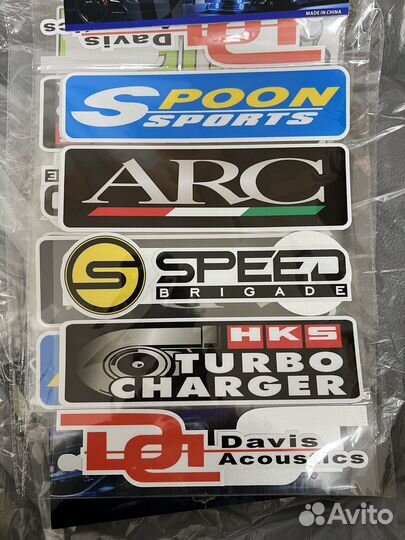 MADE IN CHINA
Davis
SPOON
SPORTS
ARC
S SPEED
BRIGADE
HKS
TURBO
CHARGER
Davis
Acoustics
Avito